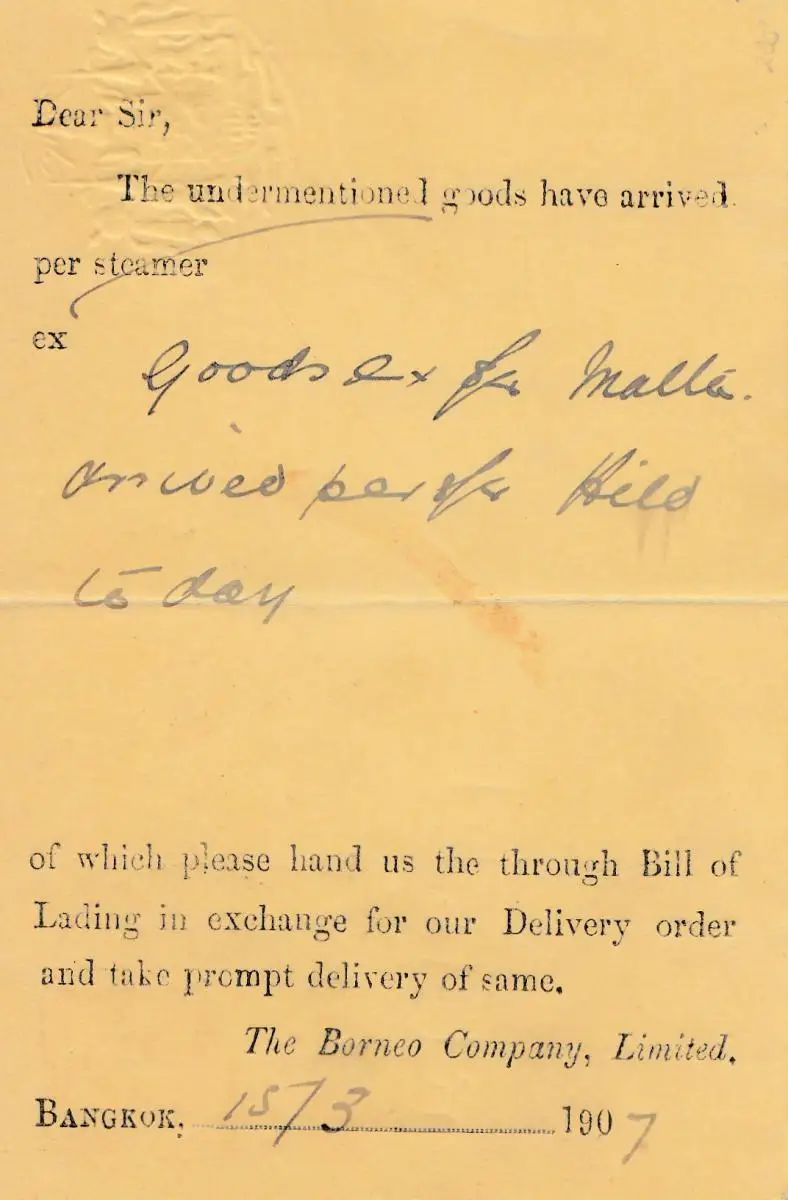 Dear Sir,
The undermentioned goods have arrived
per steamer
ex
Goods ex s/s Malta.
arrived per s/s Hild
to day
of which please hand us the through Bill of
Lading in exchange for our Delivery order
and take prompt delivery of same.
The Borneo Company, Limited.
BANGKOK, 15/3 1907